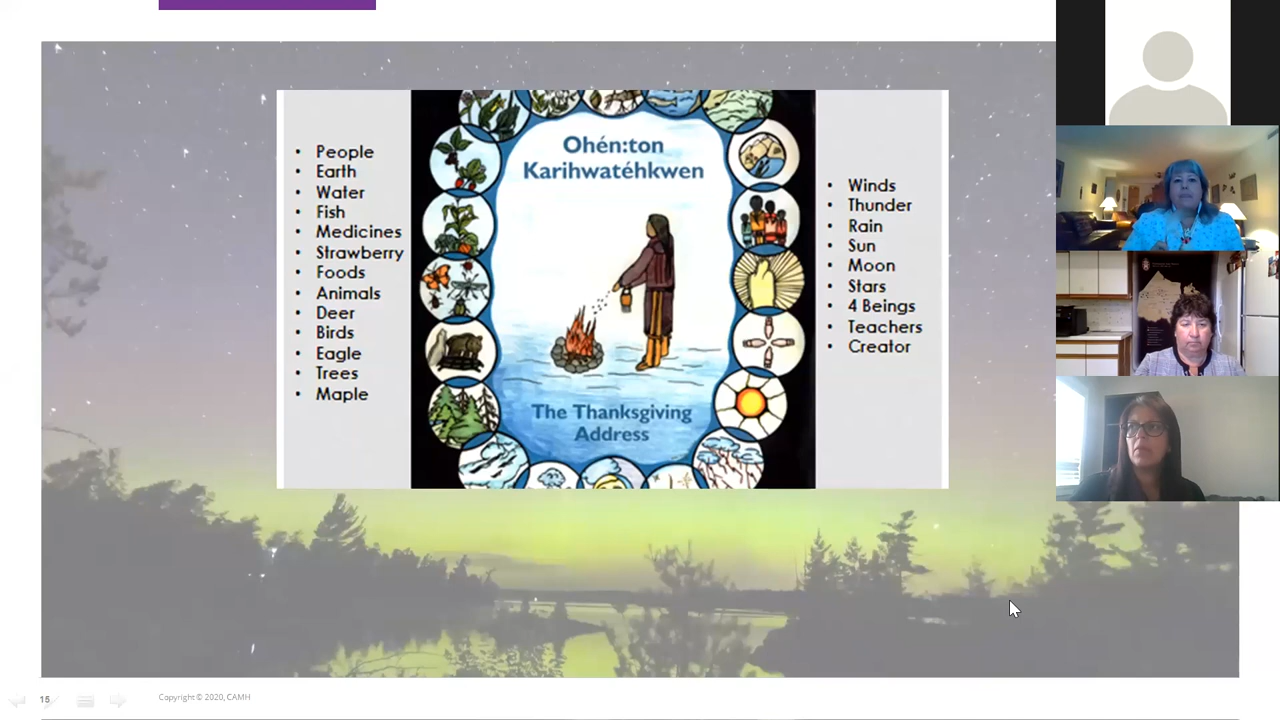 • People
• Earth
• Water
• Fish
• Medicines
• Strawberry
• Foods
• Animals
• Deer
• Birds
• Eagle
• Trees
• Maple
Ohén:ton
Karihwatéhkwen
The Thanksgiving
Address
• Winds
• Thunder
• Rain
• Sun
• Moon
• Stars
• 4 Beings
• Teachers
• Creator
15
Copyright © 2020, CAMH